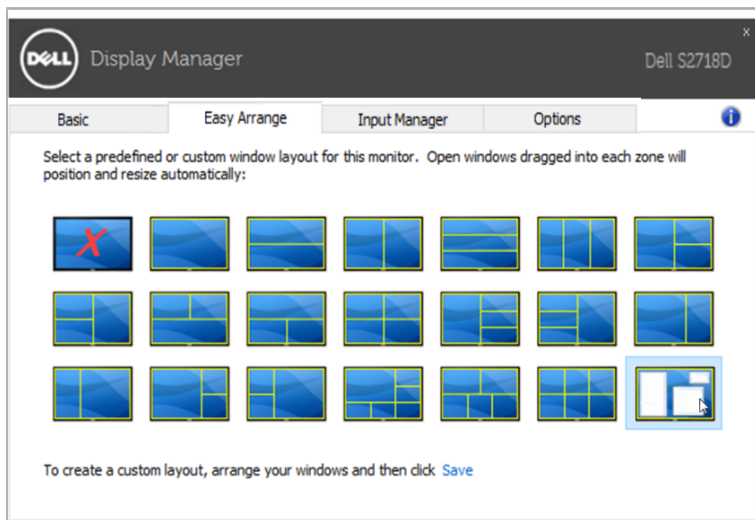 DELL Display Manager
x
Dell S2718D
Basic Easy Arrange Input Manager Options
Select a predefined or custom window layout for this monitor. Open windows dragged into each zone will
position and resize automatically:
X
To create a custom layout, arrange your windows and then click Save